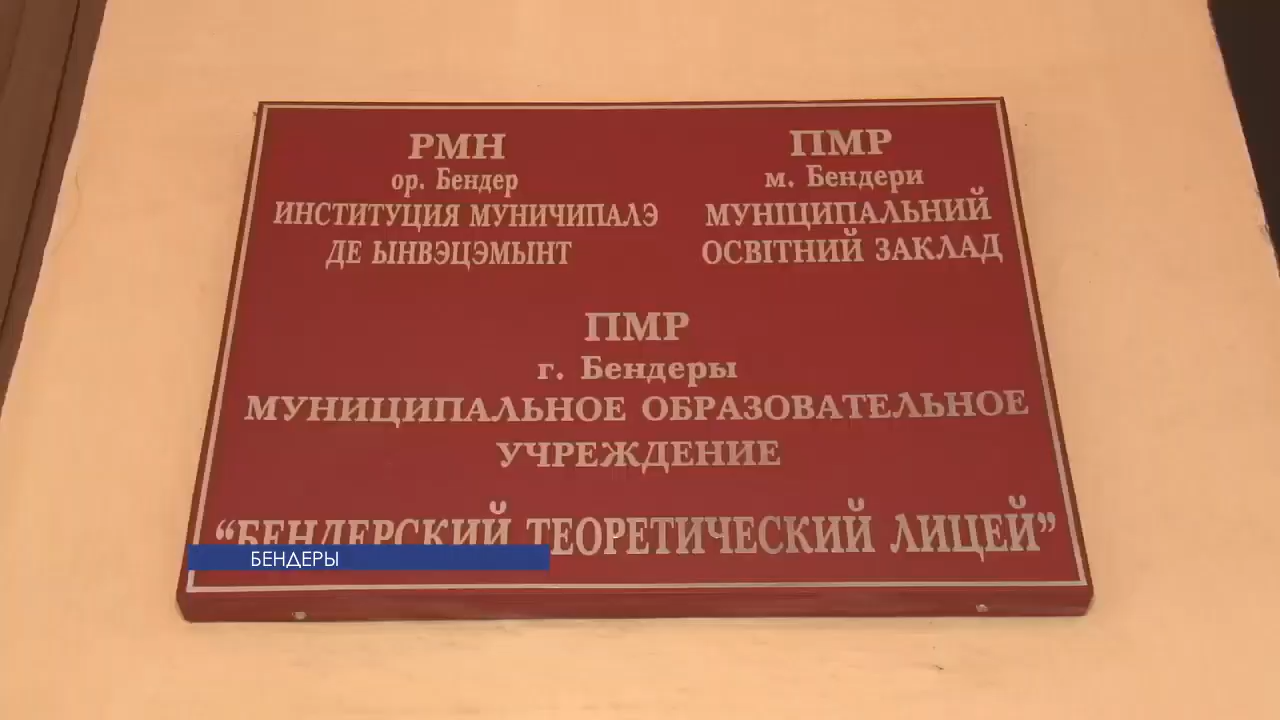 РМН
ор. Бендер
ИНСТИТУЦИЯ МУНИЧИПАЛЭ
ДЕ ЫНВЭЦЭМЫНТ
ПМР
м. Бендери
МУНІЦИПАЛЬНИЙ
ОСВІТНИЙ ЗАКЛАД
ПМР
г. Бендеры
МУНИЦИПАЛЬНОЕ ОБРАЗОВАТЕЛЬНОЕ
УЧРЕЖДЕНИЕ
“БЕНДЕРСКИЙ ТЕОРЕТИЧЕСКИЙ ЛИЦЕЙ”
БЕНДЕРЫ